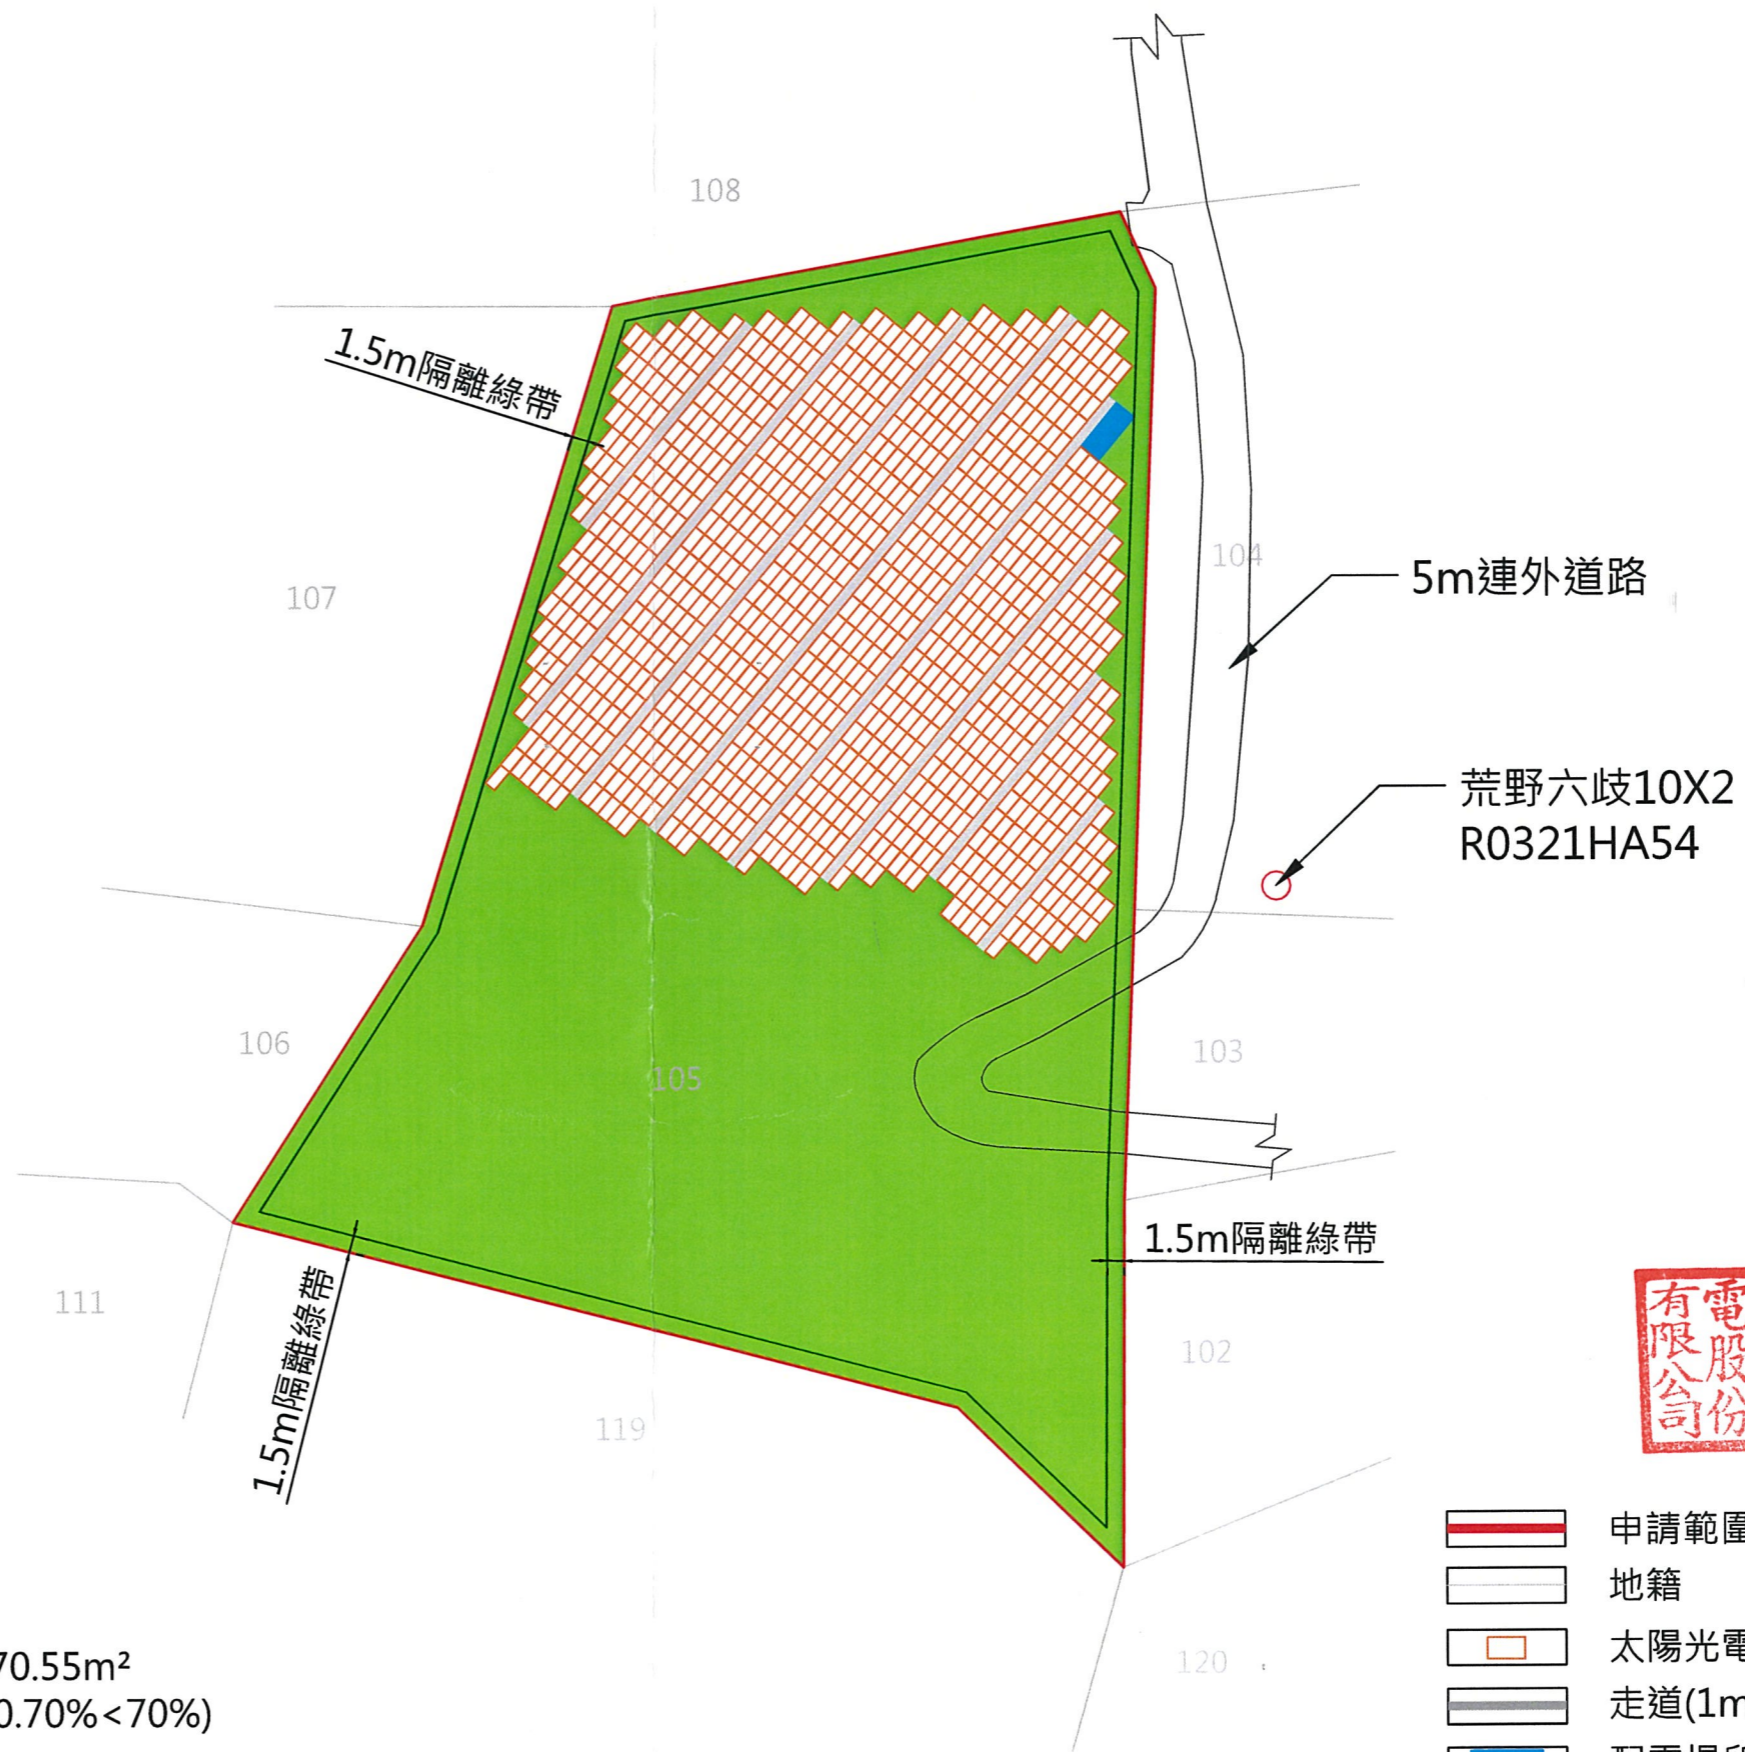 108
1.5m隔離綠帶
104
5m連外道路
107
荒野六歧10X2
R0321HA54
106
105
103
1.5m隔離綠帶
111
1.5m隔離綠帶
102
119
電股份
有限公司
申請範圍
地籍
太陽光電
走道(1m
120
70.55m²
0.70%<70%)